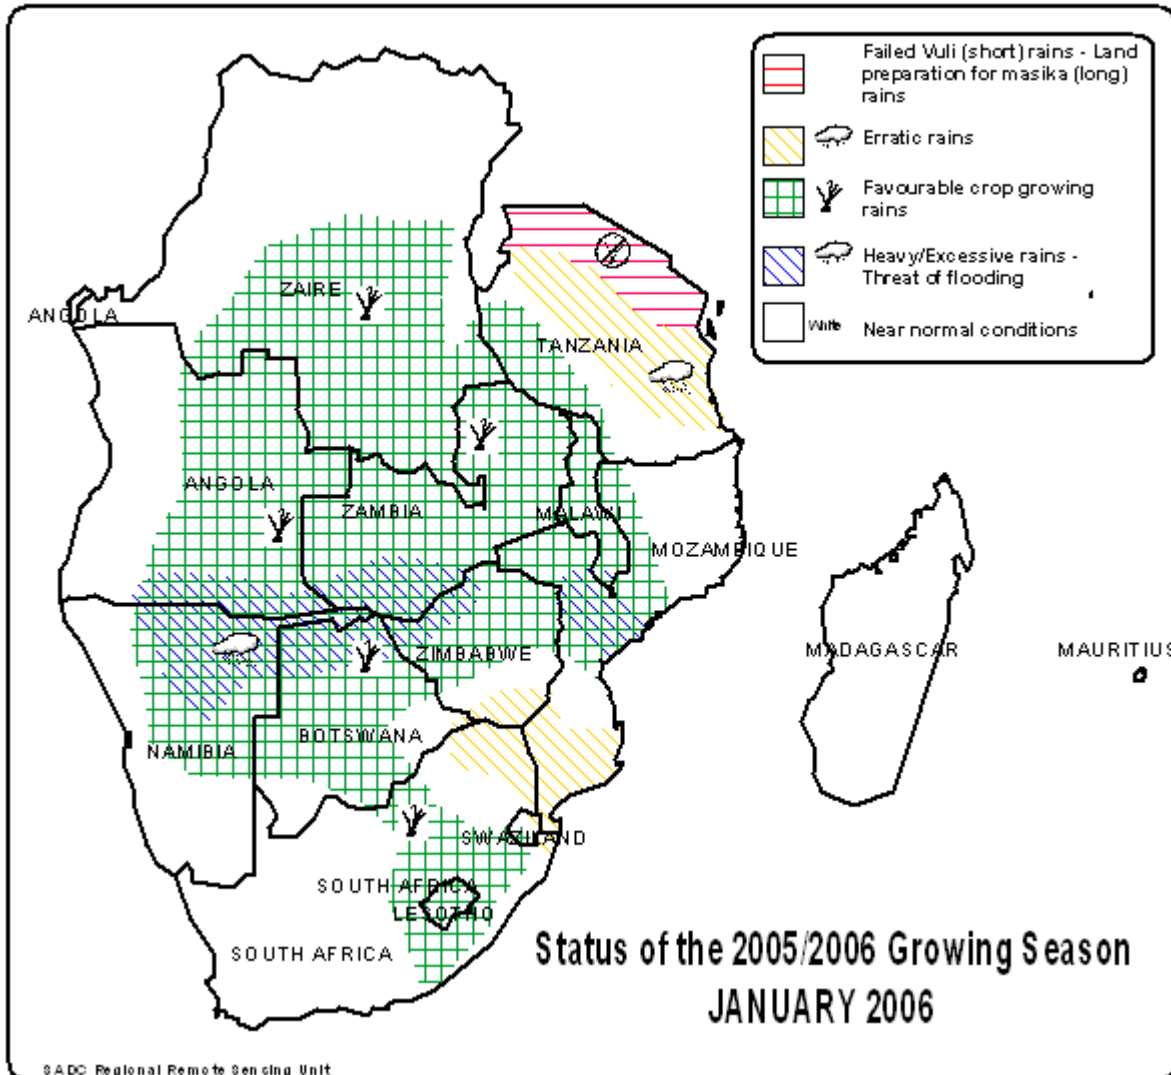 Failed Vuli (short) rains - Land
preparation for masika (long)
rains
Erratic rains
Favourable crop growing
rains
Heavy/Excessive rains -
Threat of flooding
White
Near normal conditions
ZAIRE
ANGOLA
TANZANIA
ANGOLA
ZAMBIA
MALAWI
MOZAMBIQUE
ZIMBABWE
MADAGASCAR
MAURITIUS
BOTSWANA
NAMIBIA
SWAZILAND
SOUTH AFRICA
LESOTHO
SOUTH AFRICA
Status of the 2005/2006 Growing Season
JANUARY 2006
SADC Regional Remote Sensing Unit